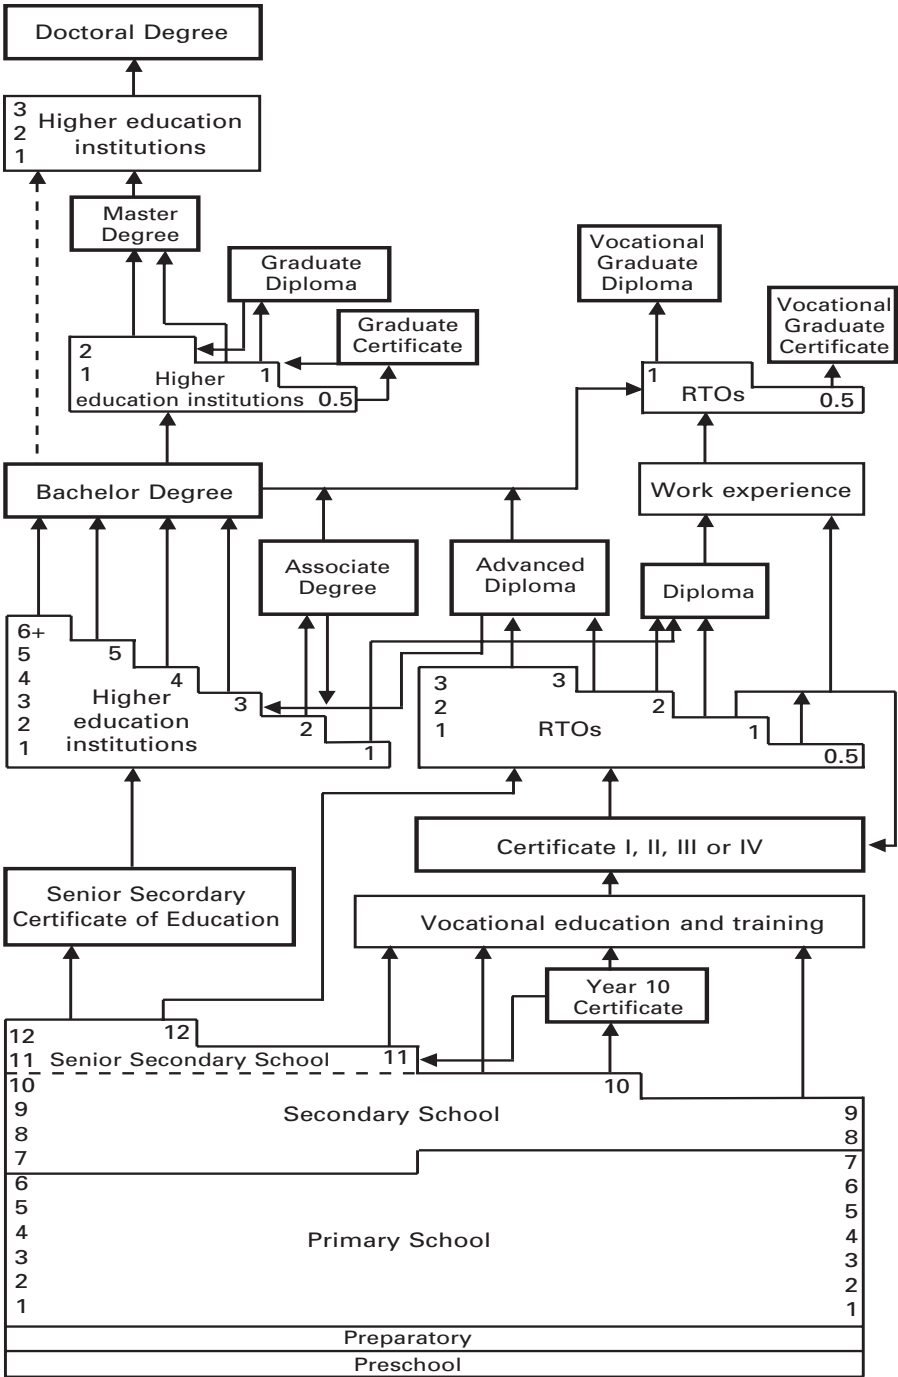 Doctoral Degree
3
2
1
Higher education
institutions
Master
Degree
Graduate
Diploma
Graduate
Certificate
Vocational
Graduate
Diploma
Vocational
Graduate
Certificate
2
1
1
Higher
education institutions
0.5
1
RTOs
0.5
Bachelor Degree
Work experience
Associate
Degree
Advanced
Diploma
Diploma
6+
5
4
3
2
1
5
4
3
2
1
Higher
education
institutions
3
2
1
3
2
1
0.5
RTOs
Certificate I, II, III or IV
Senior Secordary
Certificate of Education
Vocational education and training
Year 10
Certificate
12
11
12
Senior Secondary School
11
10
9
8
7
10
Secondary School
9
8
7
6
5
4
3
2
1
Primary School
6
5
4
3
2
1
Preparatory
Preschool